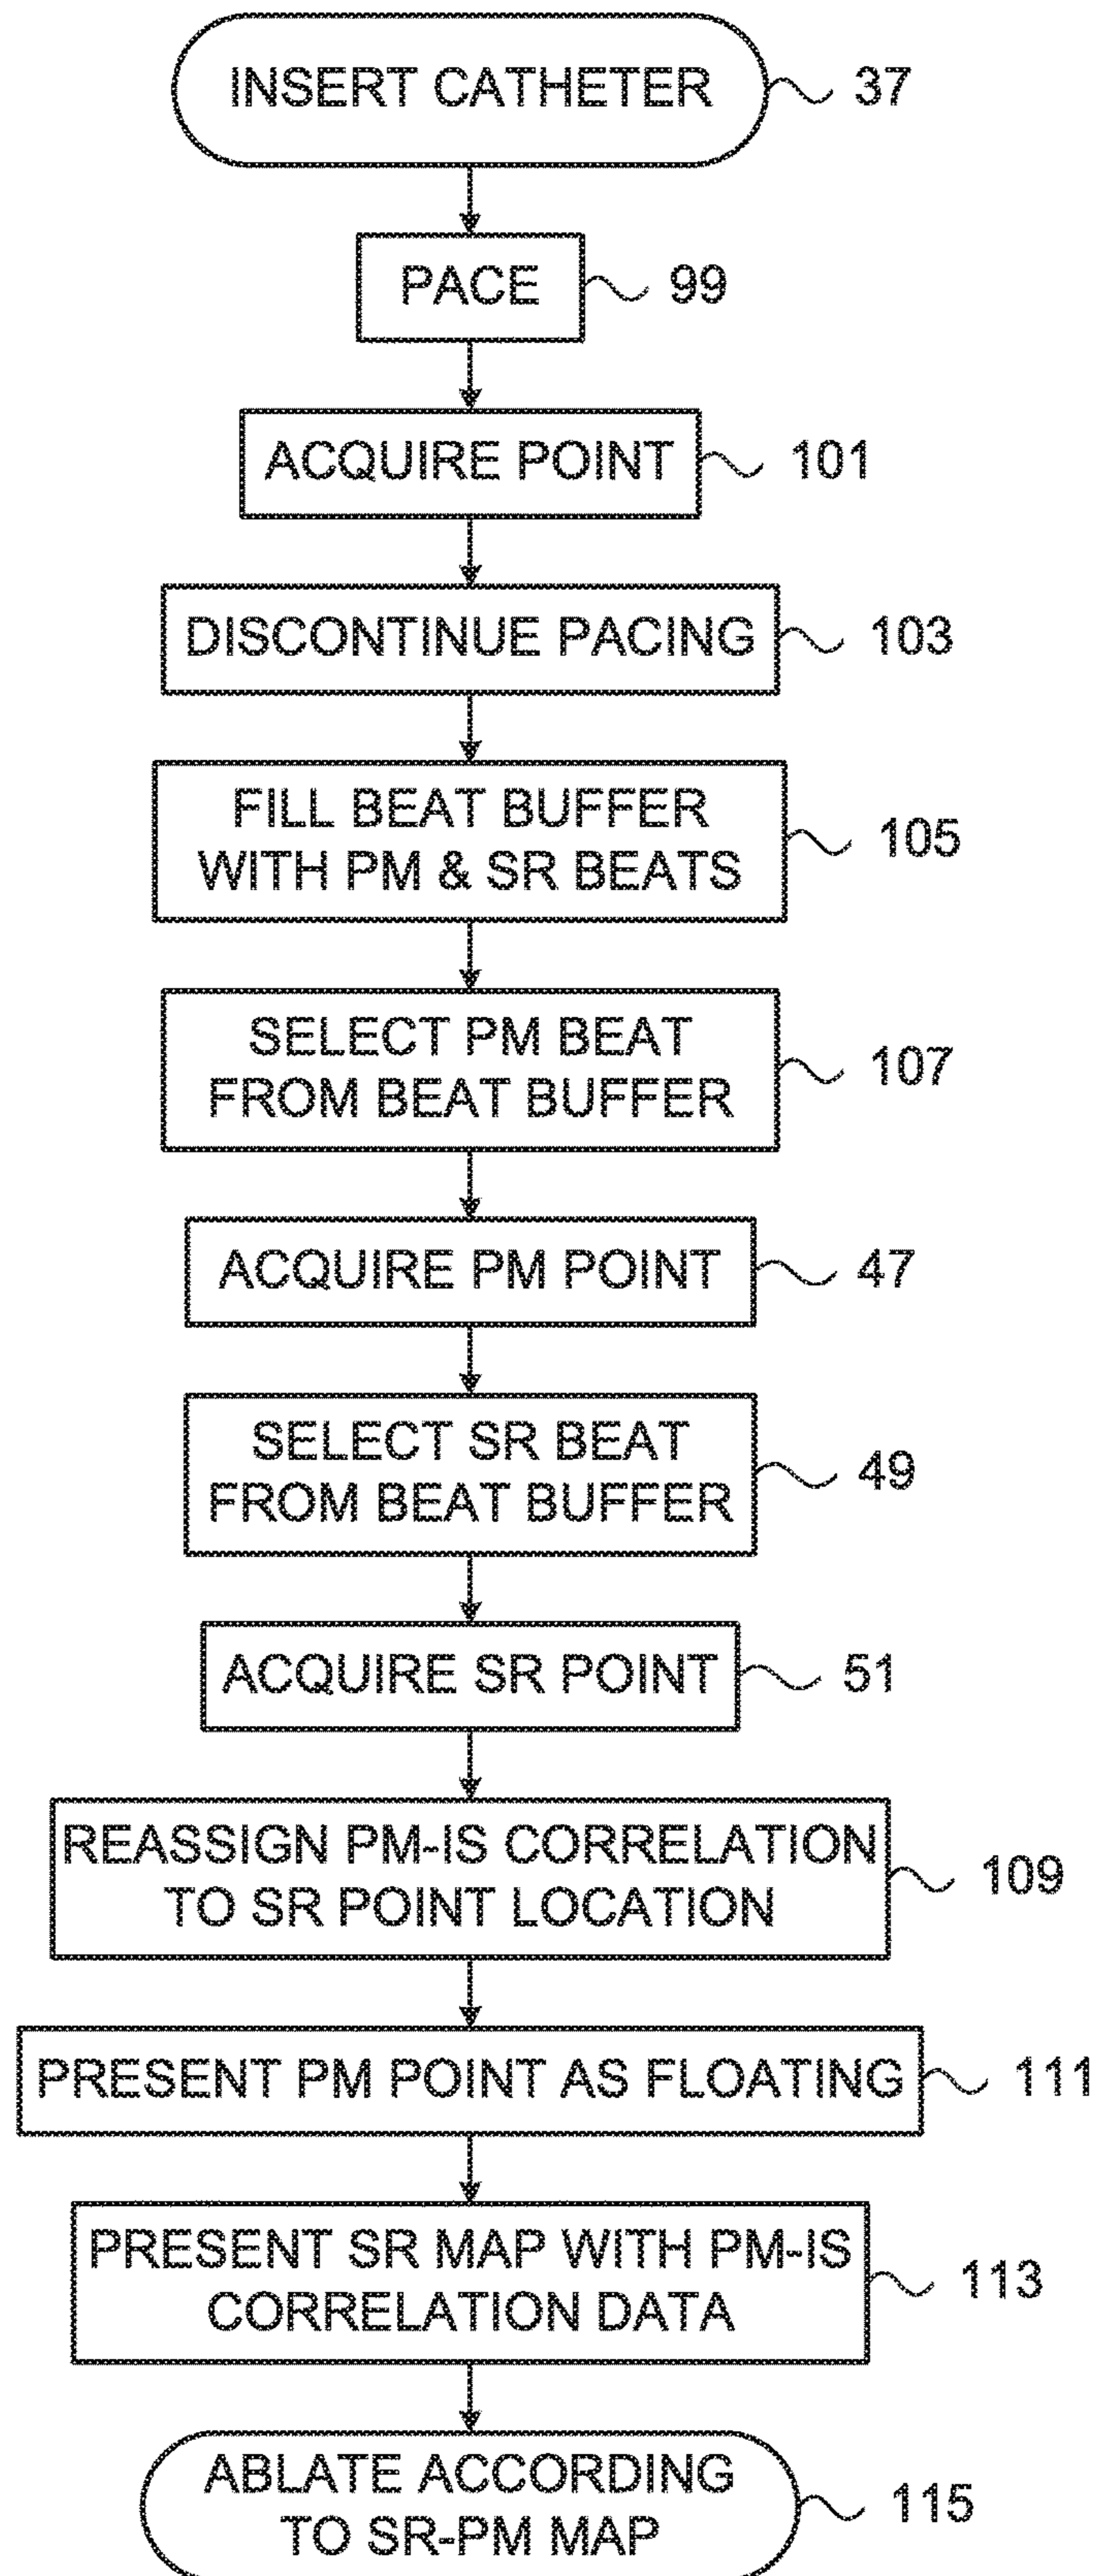 INSERT CATHETER 37
PACE 99
ACQUIRE POINT 101
DISCONTINUE PACING 103
FILL BEAT BUFFER
WITH PM & SR BEATS 105
SELECT PM BEAT
FROM BEAT BUFFER 107
ACQUIRE PM POINT 47
SELECT SR BEAT
FROM BEAT BUFFER 49
ACQUIRE SR POINT 51
REASSIGN PM-IS CORRELATION
TO SR POINT LOCATION 109
PRESENT PM POINT AS FLOATING 111
PRESENT SR MAP WITH PM-IS
CORRELATION DATA 113
ABLATE ACCORDING
TO SR-PM MAP 115